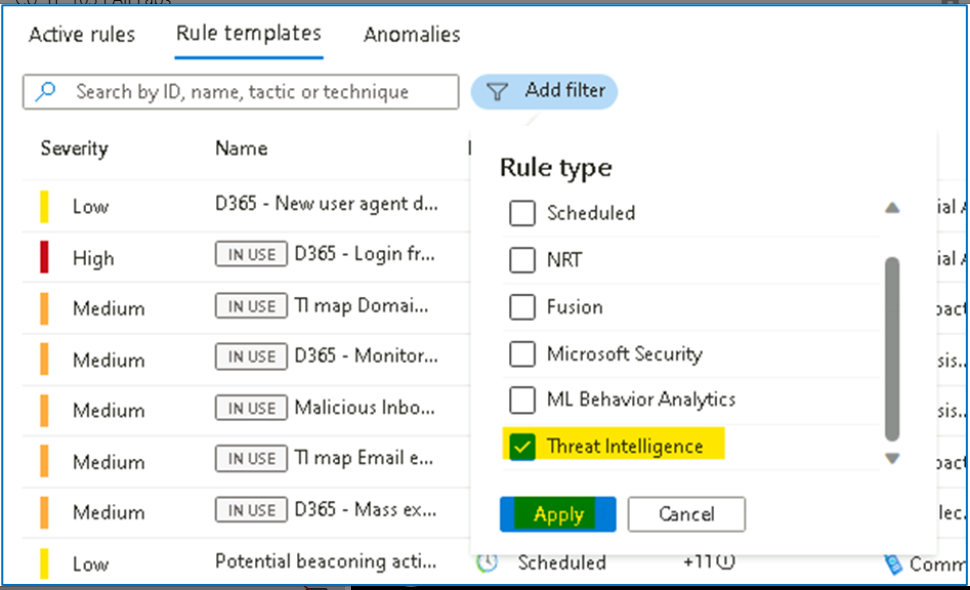 Active rules Rule templates Anomalies
Search by ID, name, tactic or technique Add filter
Severity Name
Rule type
Low D365 - New user agent d...
Scheduled
High IN USE D365 - Login fr...
NRT
Medium IN USE TI map Domai...
Fusion
Medium IN USE D365 - Monitor...
Microsoft Security
Medium IN USE Malicious Inbo...
ML Behavior Analytics
Medium IN USE TI map Email e...
Threat Intelligence
Medium IN USE D365 - Mass ex...
Apply Cancel
Low Potential beaconing acti... Scheduled +11 Comm